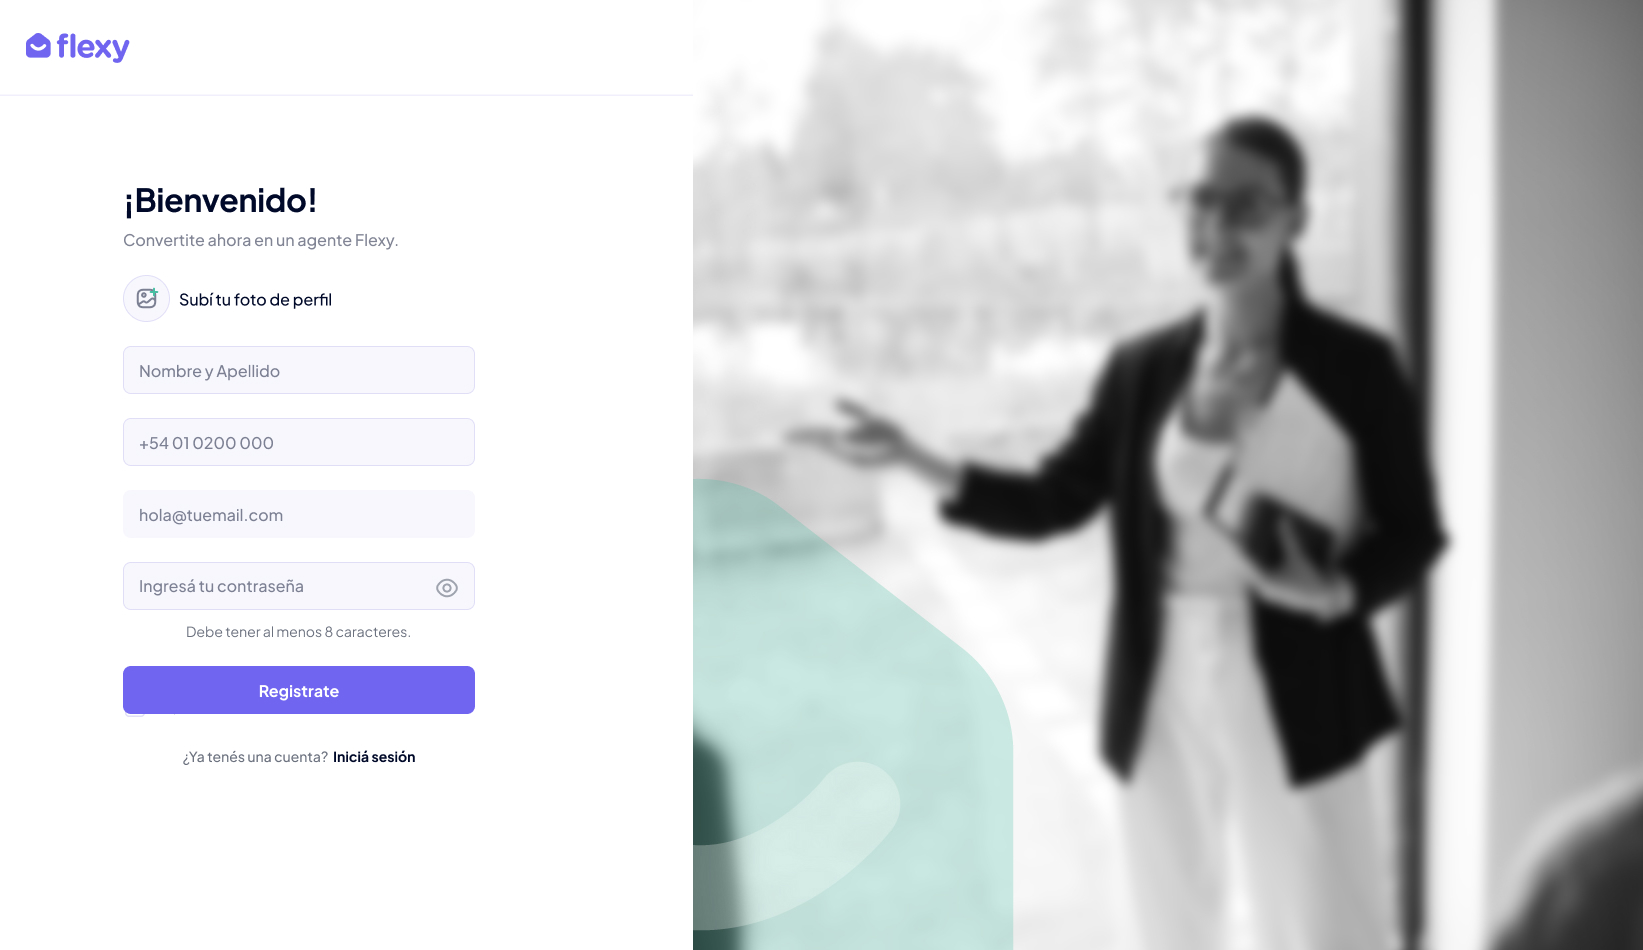 flexy
¡Bienvenido!
Convertite ahora en un agente Flexy.
Subí tu foto de perfil
Nombre y Apellido
+54 01 0200 000
hola@tuemail.com
Ingresá tu contraseña
Debe tener al menos 8 caracteres.
Registrate
¿Ya tenés una cuenta? Iniciá sesión